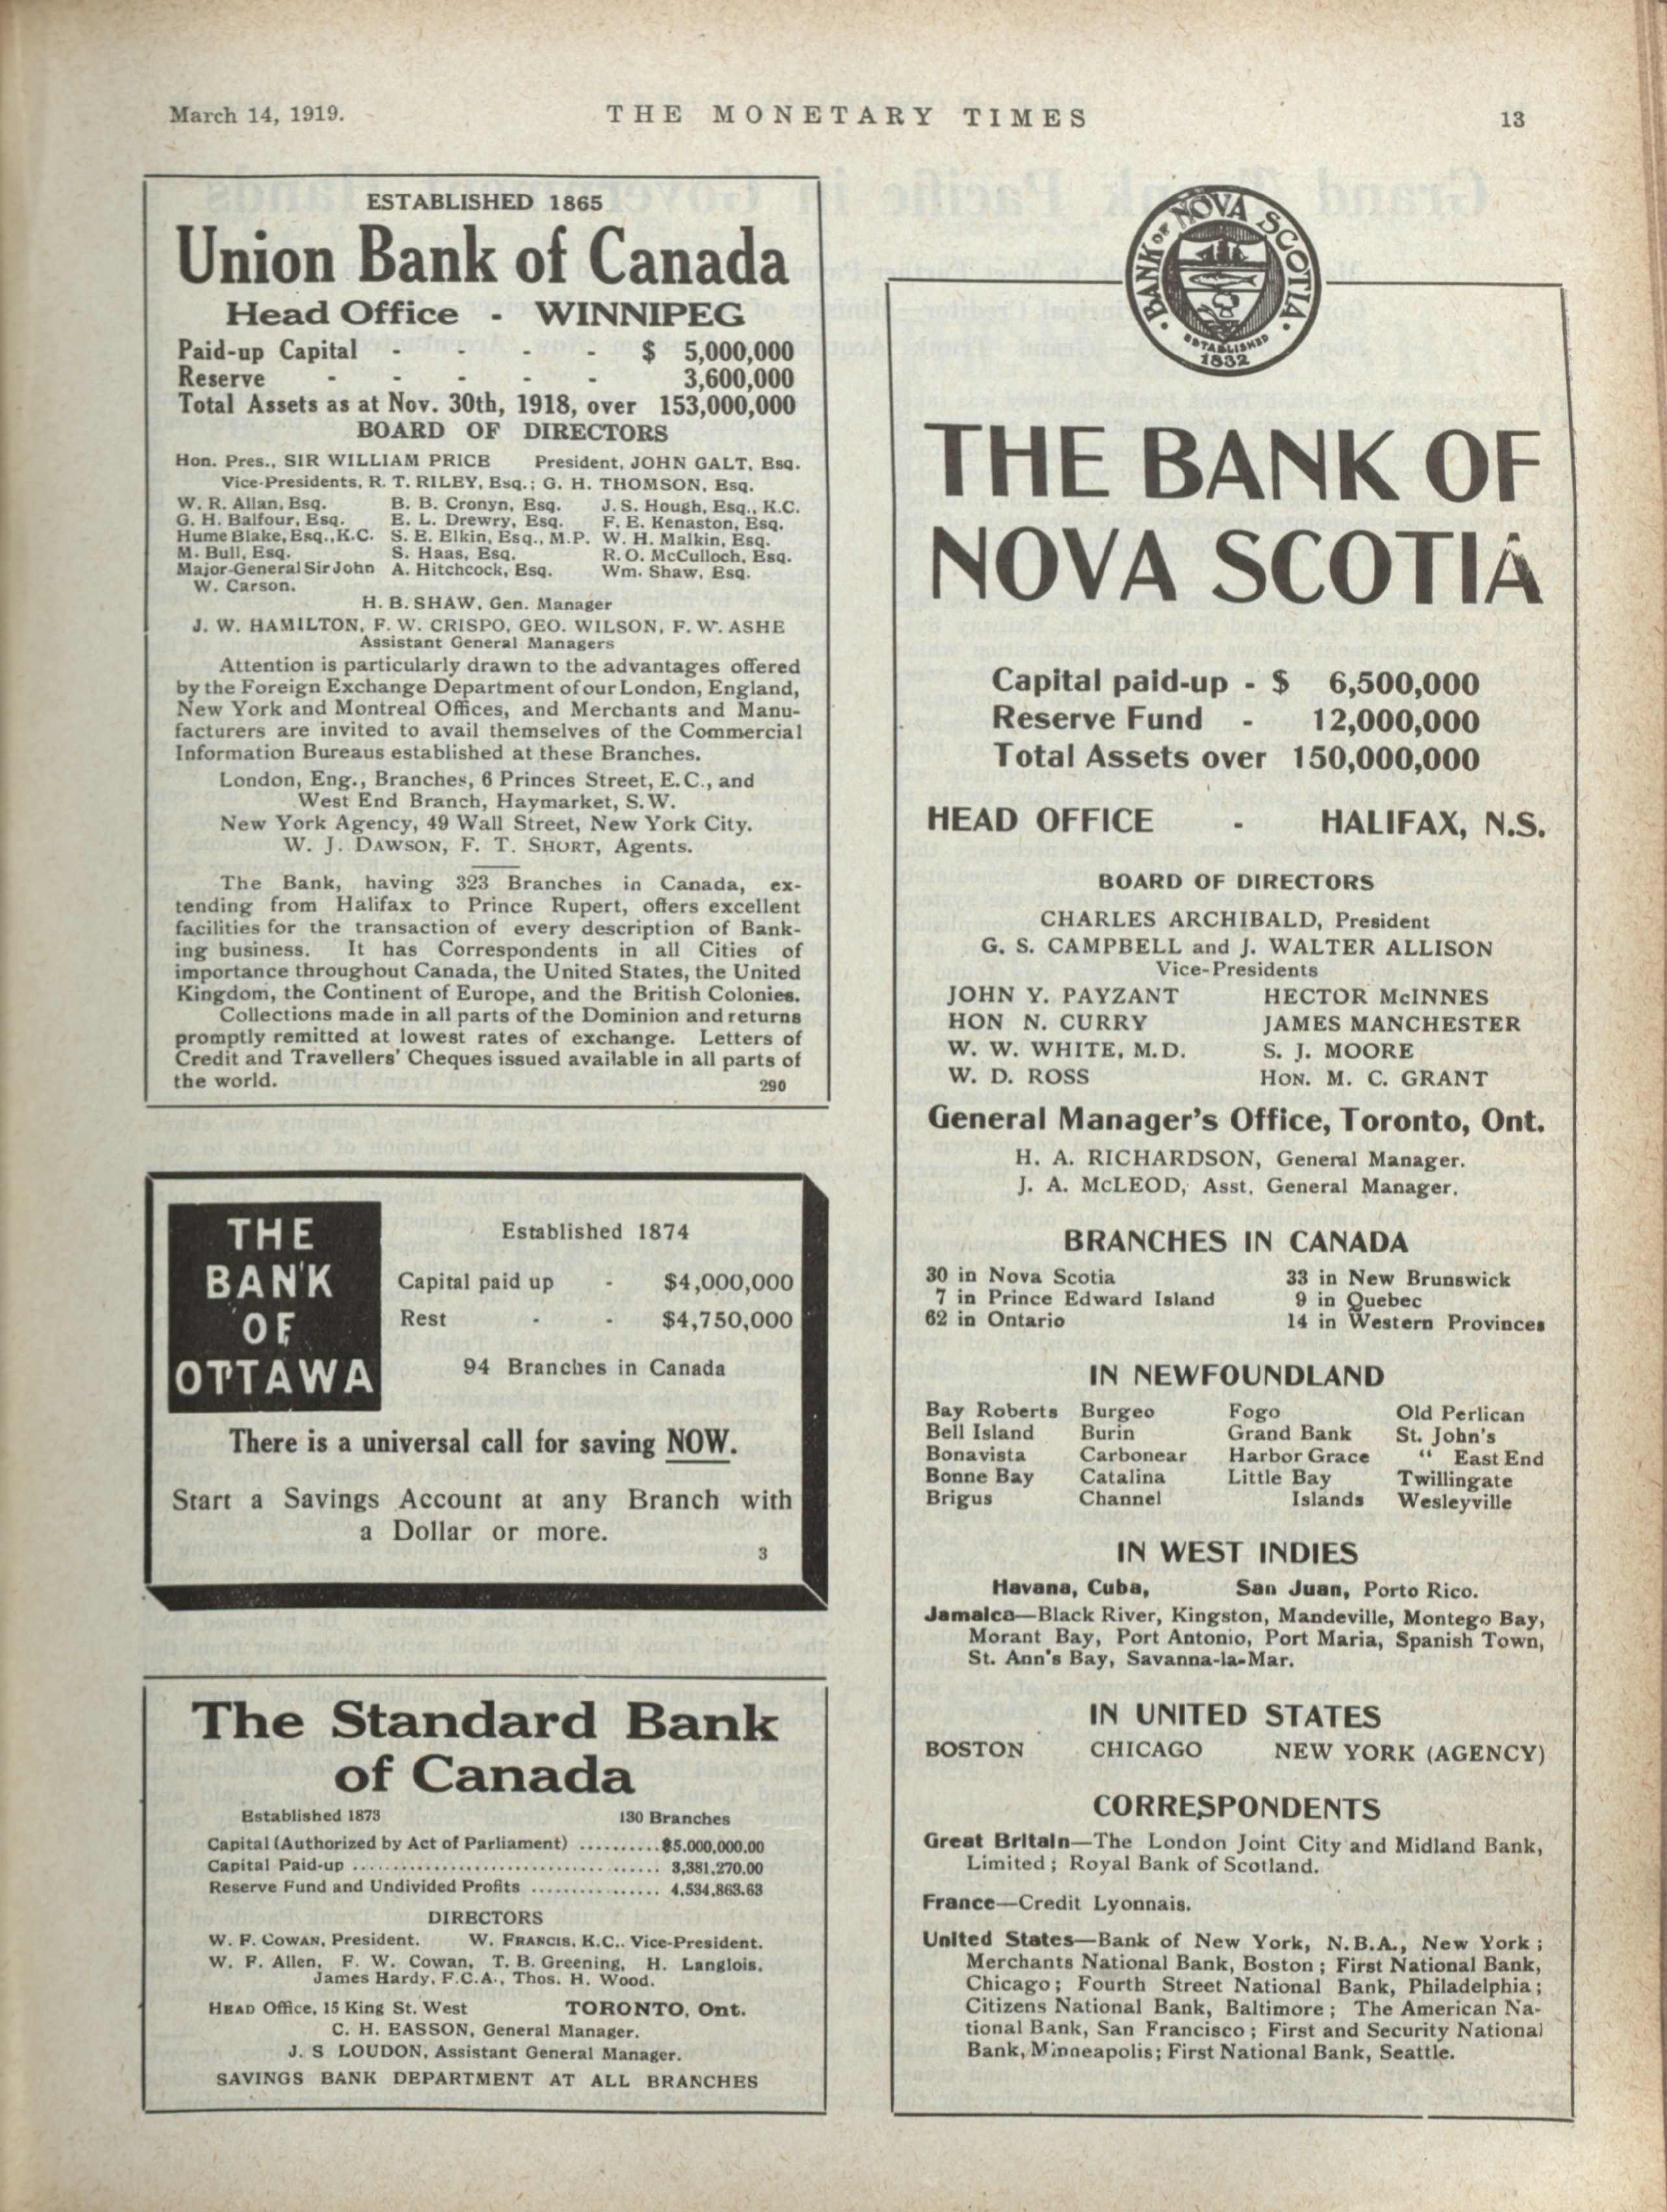 March 14, 1919.
THE MONETARY TIMES
13
ESTABLISHED 1865
Union Bank of Canada
Head Office - WINNIPEG
Paid-up Capital - - - - $ 5,000,000
Reserve - - - - - 3,600,000
Total Assets as at Nov. 30th, 1918, over 153,000,000
BOARD OF DIRECTORS
Hon. Pres., SIR WILLIAM PRICE President, JOHN GALT, Esq.
Vice-Presidents, R. T. RILEY, Esq.; G. H. THOMSON, Esq.
W. R. Allan, Esq. B. B. Cronyn, Esq. J. S. Hough, Esq., K.C.
G. H. Balfour, Esq. E. L. Drewry, Esq. F. E. Kenaston, Esq.
Hume Blake, Esq., K.C. S. E. Elkin, Esq., M.P. W. H. Malkin, Esq.
M. Bull, Esq. S. Haas, Esq. R. O. McCulloch, Esq.
Major-General Sir John A. Hitchcock, Esq. Wm. Shaw, Esq.
W. Carson.
H. B. SHAW, Gen. Manager
J. W. HAMILTON, F. W. CRISPO, GEO. WILSON, F. W. ASHE
Assistant General Managers
Attention is particularly drawn to the advantages offered
by the Foreign Exchange Department of our London, England,
New York and Montreal Offices, and Merchants and Manu-
facturers are invited to avail themselves of the Commercial
Information Bureaus established at these Branches.
London, Eng., Branches, 6 Princes Street, E.C., and
West End Branch, Haymarket, S.W.
New York Agency, 49 Wall Street, New York City.
W. J. DAWSON, F. T. SHORT, Agents.
The Bank, having 323 Branches in Canada, ex-
tending from Halifax to Prince Rupert, offers excellent
facilities for the transaction of every description of Bank-
ing business. It has Correspondents in all Cities of
importance throughout Canada, the United States, the United
Kingdom, the Continent of Europe, and the British Colonies.
Collections made in all parts of the Dominion and returns
promptly remitted at lowest rates of exchange. Letters of
Credit and Travellers' Cheques issued available in all parts of
the world.
290
THE
BANK
OF
OTTAWA
Established 1874
Capital paid up - $4,000,000
Rest - - $4,750,000
94 Branches in Canada
There is a universal call for saving NOW.
Start a Savings Account at any Branch with
a Dollar or more.
3
The Standard Bank
of Canada
Established 1873 130 Branches
Capital (Authorized by Act of Parliament) .......... $5,000,000.00
Capital Paid-up ...................................... 3,381,270.00
Reserve Fund and Undivided Profits ................ 4,534,863.63
DIRECTORS
W. F. COWAN, President. W. FRANCIS, K.C., Vice-President.
W. F. Allen, F. W. Cowan, T. B. Greening, H. Langlois,
James Hardy, F.C.A., Thos. H. Wood.
HEAD Office, 15 King St. West TORONTO, Ont.
C. H. EASSON, General Manager.
J. S LOUDON, Assistant General Manager.
SAVINGS BANK DEPARTMENT AT ALL BRANCHES
BANK OF NOVA SCOTIA
ESTABLISHED
1832
THE BANK OF
NOVA SCOTIA
Capital paid-up - $ 6,500,000
Reserve Fund - 12,000,000
Total Assets over 150,000,000
HEAD OFFICE - HALIFAX, N.S.
BOARD OF DIRECTORS
CHARLES ARCHIBALD, President
G. S. CAMPBELL and J. WALTER ALLISON
Vice-Presidents
JOHN Y. PAYZANT HECTOR McINNES
HON N. CURRY JAMES MANCHESTER
W. W. WHITE, M.D. S. J. MOORE
W. D. ROSS HON. M. C. GRANT
General Manager's Office, Toronto, Ont.
H. A. RICHARDSON, General Manager.
J. A. McLEOD, Asst. General Manager.
BRANCHES IN CANADA
30 in Nova Scotia 33 in New Brunswick
7 in Prince Edward Island 9 in Quebec
62 in Ontario 14 in Western Provinces
IN NEWFOUNDLAND
Bay Roberts Burgeo Fogo Old Perlican
Bell Island Burin Grand Bank St. John's
Bonavista Carbonear Harbor Grace " East End
Bonne Bay Catalina Little Bay Twillingate
Brigus Channel Islands Wesleyville
IN WEST INDIES
Havana, Cuba, San Juan, Porto Rico.
Jamaica—Black River, Kingston, Mandeville, Montego Bay,
Morant Bay, Port Antonio, Port Maria, Spanish Town,
St. Ann's Bay, Savanna-la-Mar.
IN UNITED STATES
BOSTON CHICAGO NEW YORK (AGENCY)
CORRESPONDENTS
Great Britain—The London Joint City and Midland Bank,
Limited; Royal Bank of Scotland.
France—Credit Lyonnais.
United States—Bank of New York, N.B.A., New York;
Merchants National Bank, Boston; First National Bank,
Chicago; Fourth Street National Bank, Philadelphia;
Citizens National Bank, Baltimore; The American Na-
tional Bank, San Francisco; First and Security National
Bank, Minneapolis; First National Bank, Seattle.